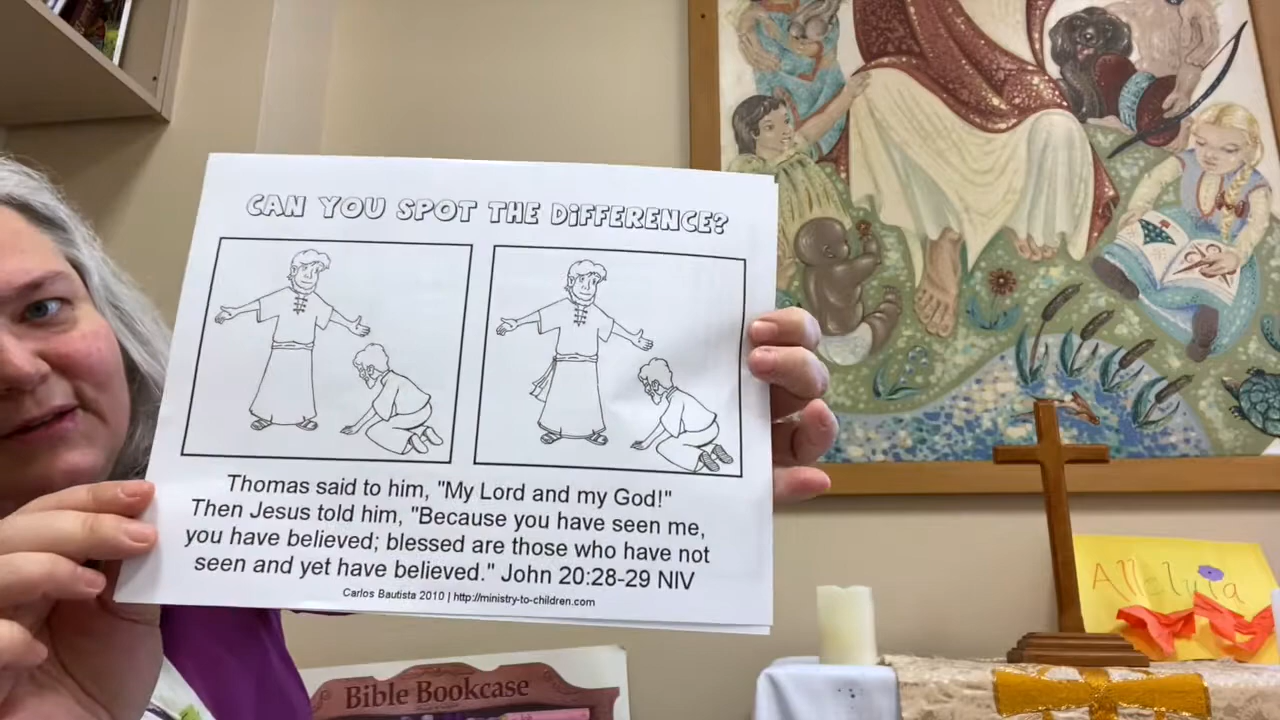 CAN YOU SPOT THE DIFFERENCE?
Thomas said to him, "My Lord and my God!"
Then Jesus told him, "Because you have seen me,
you have believed; blessed are those who have not
seen and yet have believed." John 20:28-29 NIV
Carlos Bautista 2010 | http://ministry-to-children.com
Bible Bookcase
Alleluia